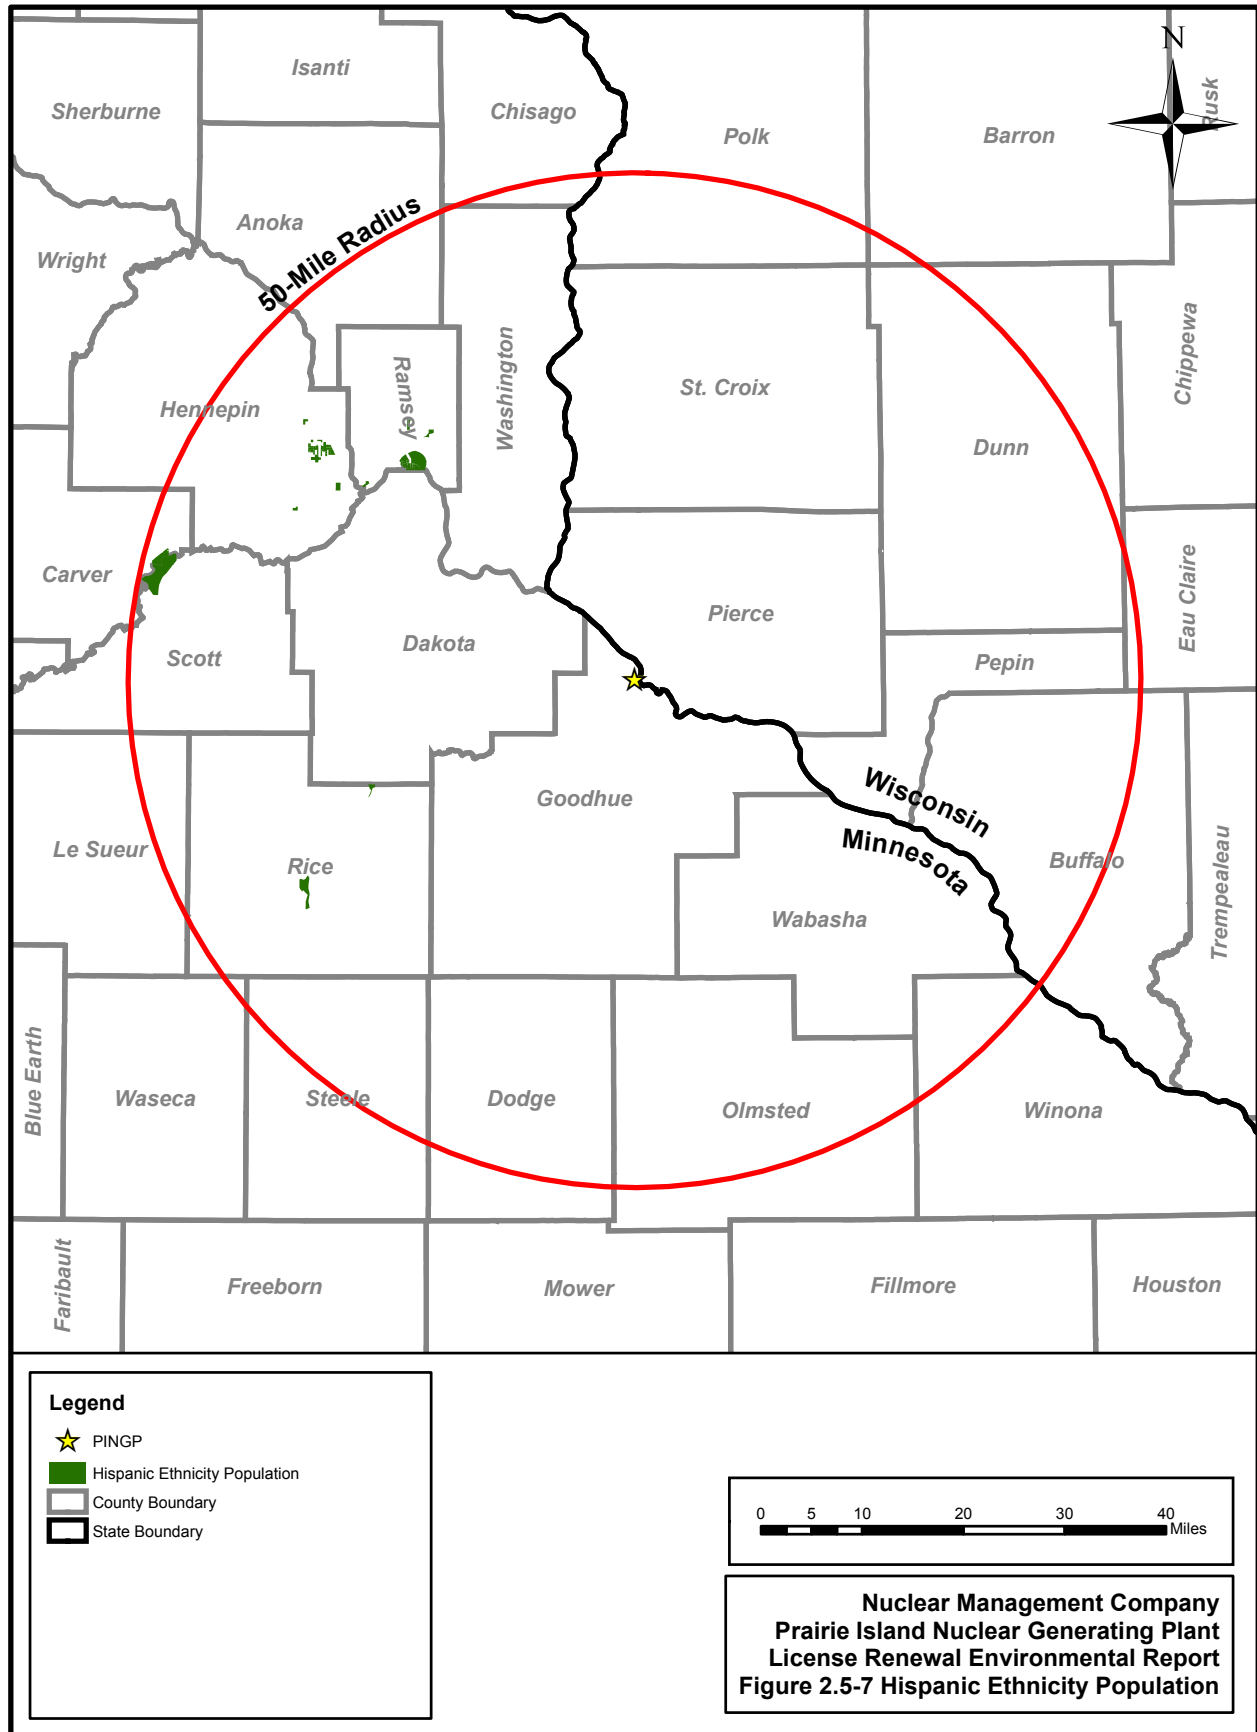 N
Isanti
Sherburne
Chisago
Polk
Barron
Rusk
Anoka
50-Mile Radius
Wright
Chippewa
Washington
Ramsey
St. Croix
Hennepin
Dunn
Carver
Eau Claire
Pierce
Dakota
Scott
Pepin
Wisconsin
Goodhue
Minnesota
Le Sueur
Rice
Buffalo
Trempealeau
Wabasha
Blue Earth
Waseca
Steele
Dodge
Olmsted
Winona
Faribault
Freeborn
Mower
Fillmore
Houston
Legend
PINGP
Hispanic Ethnicity Population
County Boundary
State Boundary
0 5 10 20 30 40
Miles
Nuclear Management Company
Prairie Island Nuclear Generating Plant
License Renewal Environmental Report
Figure 2.5-7 Hispanic Ethnicity Population